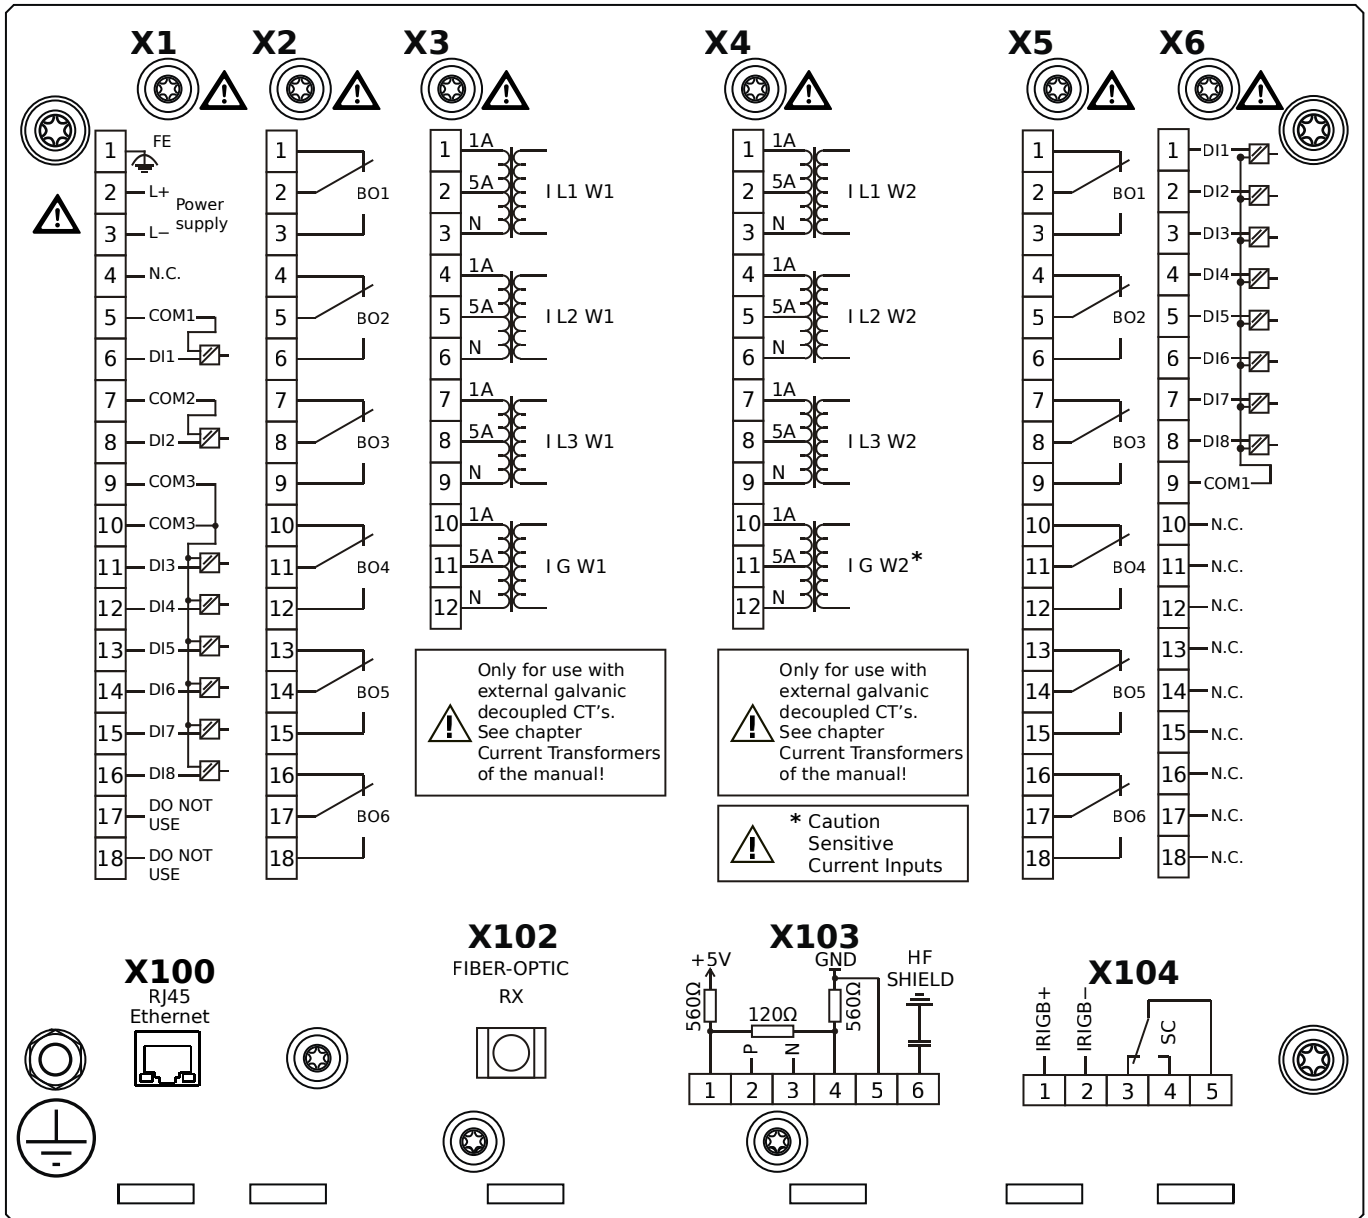 X1
X2
X3
X4
X5
X6
1 FE
2 L+
Power
supply
3 L−
4 N.C.
5 COM1
6 DI1
7 COM2
8 DI2
9 COM3
10 COM3
11 DI3
12 DI4
13 DI5
14 DI6
15 DI7
16 DI8
17 DO NOT
USE
18 DO NOT
USE
1
2 BO1
3
4
5 BO2
6
7
8 BO3
9
10
11 BO4
12
13
14 BO5
15
16
17 BO6
18
1 1A
2 5A I L1 W1
3 N
4 1A
5 5A I L2 W1
6 N
7 1A
8 5A I L3 W1
9 N
10 1A
11 5A I G W1
12 N
Only for use with
external galvanic
decoupled CT's.
See chapter
Current Transformers
of the manual!
1 1A
2 5A I L1 W2
3 N
4 1A
5 5A I L2 W2
6 N
7 1A
8 5A I L3 W2
9 N
10 1A
11 5A I G W2*
12 N
Only for use with
external galvanic
decoupled CT's.
See chapter
Current Transformers
of the manual!
* Caution
Sensitive
Current Inputs
1
2 BO1
3
4
5 BO2
6
7
8 BO3
9
10
11 BO4
12
13
14 BO5
15
16
17 BO6
18
1 DI1
2 DI2
3 DI3
4 DI4
5 DI5
6 DI6
7 DI7
8 DI8
9 COM1
10 N.C.
11 N.C.
12 N.C.
13 N.C.
14 N.C.
15 N.C.
16 N.C.
17 N.C.
18 N.C.
X100
RJ45
Ethernet
X102
FIBER-OPTIC
RX
X103
+5V GND HF
SHIELD
560Ω 120Ω 560Ω
P N
1 2 3 4 5 6
X104
IRIGB+ IRIGB− SC
1 2 3 4 5